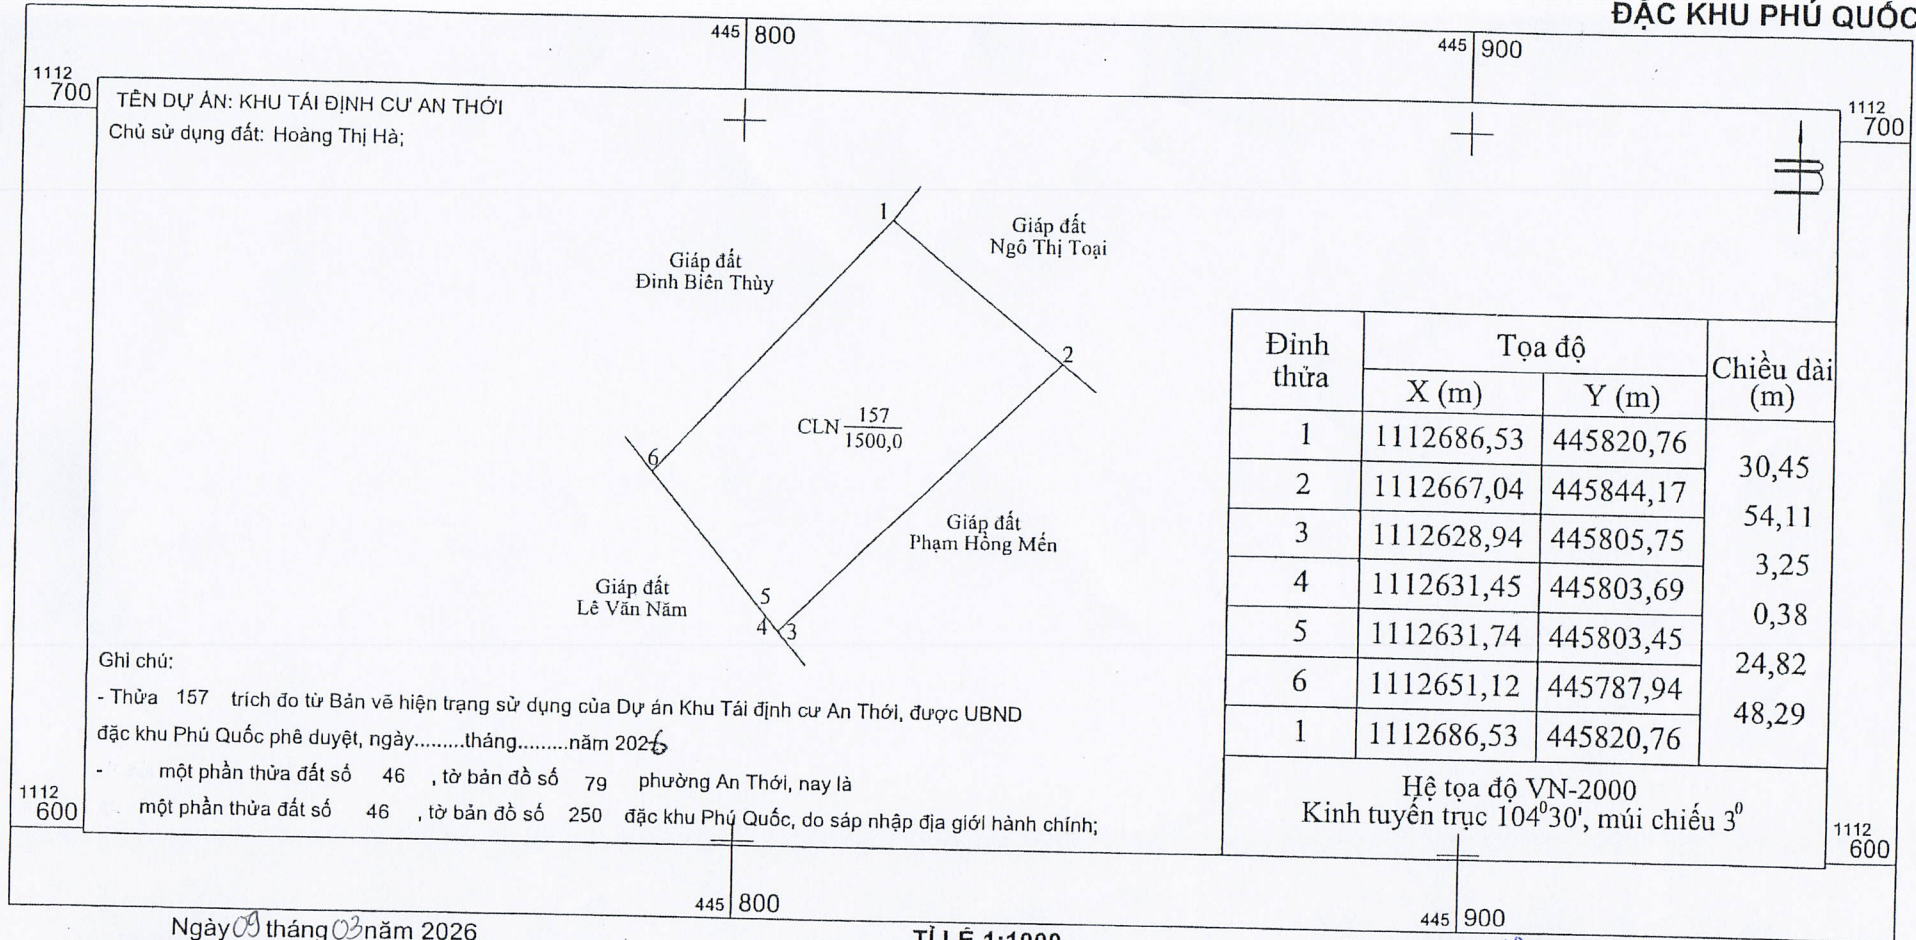 ĐẶC KHU PHÚ QUỐC
445 800
445 900
1112
700
1112
700
TÊN DỰ ÁN: KHU TÁI ĐỊNH CƯ AN THỚI
Chủ sử dụng đất: Hoàng Thị Hà;
1
Giáp đất
Ngô Thị Toại
Giáp đất
Đinh Biên Thùy
2
CLN 157
1500,0
6
Giáp đất
Phạm Hồng Mến
Giáp đất
Lê Văn Năm
5
4 3
Đỉnh thửa Tọa độ Chiều dài (m)
X (m) Y (m)
1 1112686,53 445820,76
30,45
2 1112667,04 445844,17
54,11
3 1112628,94 445805,75
3,25
4 1112631,45 445803,69
0,38
5 1112631,74 445803,45
24,82
6 1112651,12 445787,94
48,29
1 1112686,53 445820,76
Hệ tọa độ VN-2000
Kinh tuyến trục 104⁰30', múi chiếu 3⁰
Ghi chú:
- Thửa 157 trích đo từ Bản vẽ hiện trạng sử dụng của Dự án Khu Tái định cư An Thới, được UBND
đặc khu Phú Quốc phê duyệt, ngày.........tháng.........năm 2026
- một phần thửa đất số 46 , tờ bản đồ số 79 phường An Thới, nay là
một phần thửa đất số 46 , tờ bản đồ số 250 đặc khu Phú Quốc, do sáp nhập địa giới hành chính;
1112
600
1112
600
445 800
445 900
Ngày 09 tháng 03 năm 2026
TỈ LỆ 1:1000